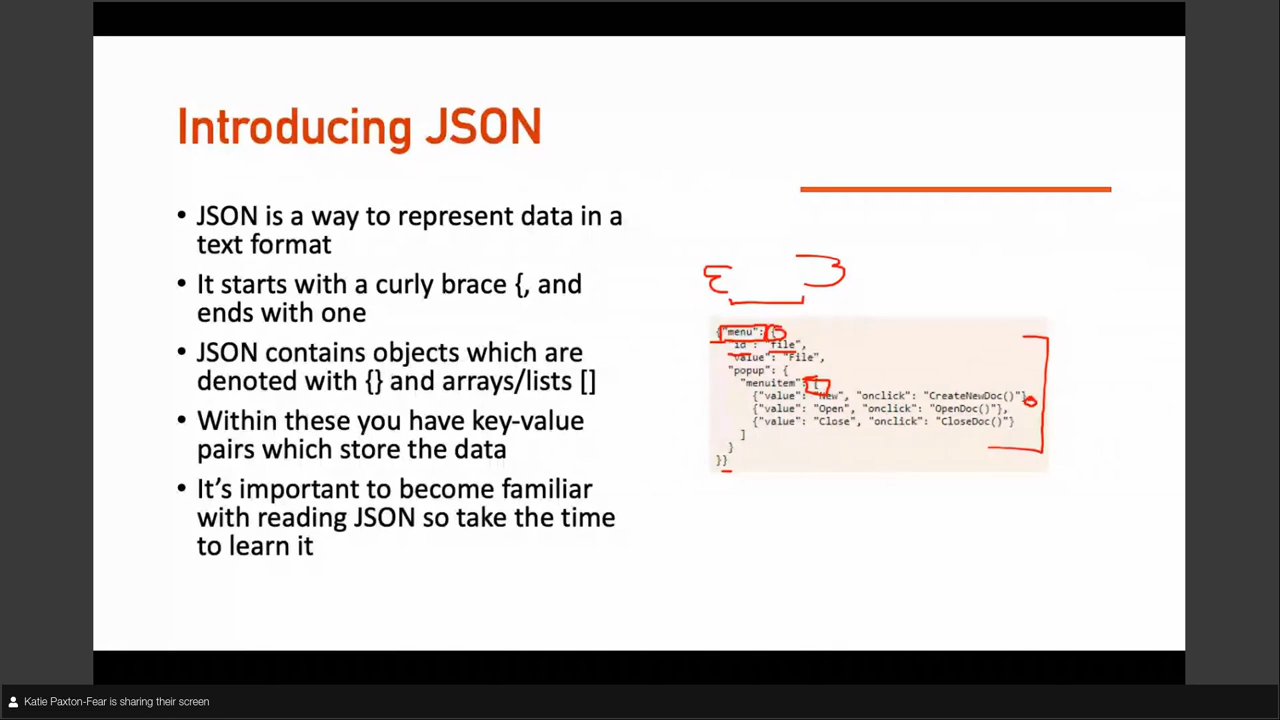 Introducing JSON
• JSON is a way to represent data in a
text format
• It starts with a curly brace {, and
ends with one
• JSON contains objects which are
denoted with {} and arrays/lists []
• Within these you have key-value
pairs which store the data
• It's important to become familiar
with reading JSON so take the time
to learn it
{ }
{"menu": {
"id": "file",
"value": "File",
"popup": {
"menuitem": [
{"value": "New", "onclick": "CreateNewDoc()"},
{"value": "Open", "onclick": "OpenDoc()"},
{"value": "Close", "onclick": "CloseDoc()"}
]
}
}}
Katie Paxton-Fear is sharing their screen